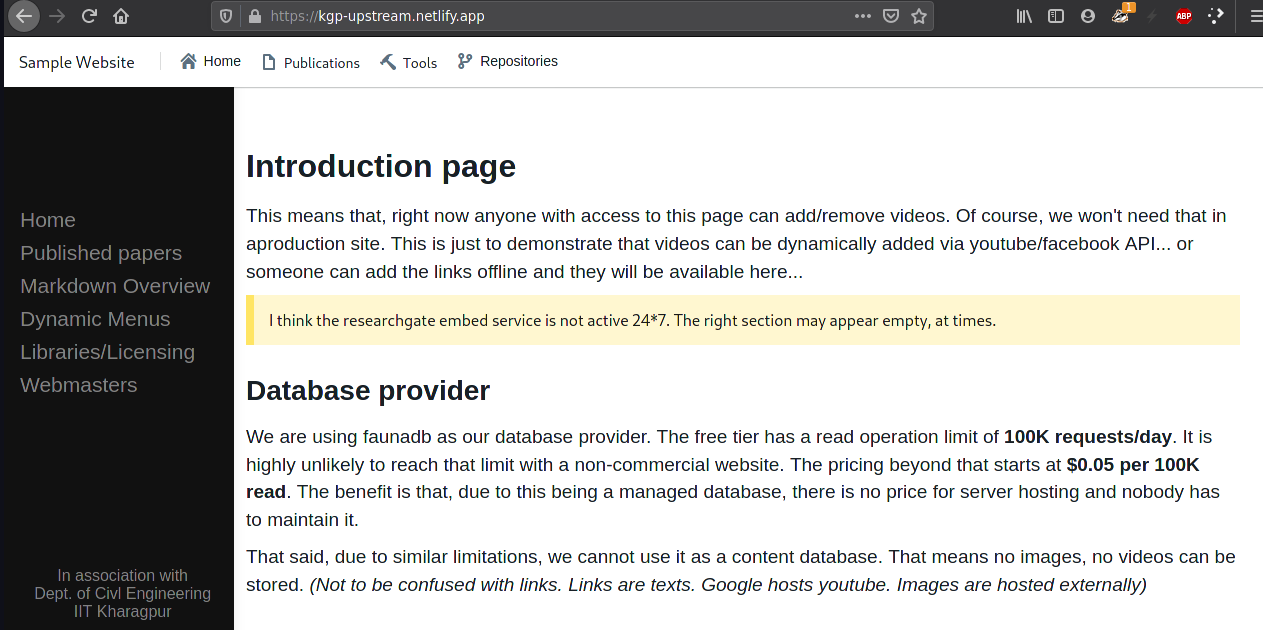 https://kgp-upstream.netlify.app
1
ABP
Sample Website
Home
Publications
Tools
Repositories
Home
Published papers
Markdown Overview
Dynamic Menus
Libraries/Licensing
Webmasters
In association with
Dept. of Civl Engineering
IIT Kharagpur
Introduction page
This means that, right now anyone with access to this page can add/remove videos. Of course, we won't need that in
aproduction site. This is just to demonstrate that videos can be dynamically added via youtube/facebook API... or
someone can add the links offline and they will be available here...
I think the researchgate embed service is not active 24*7. The right section may appear empty, at times.
Database provider
We are using faunadb as our database provider. The free tier has a read operation limit of 100K requests/day. It is
highly unlikely to reach that limit with a non-commercial website. The pricing beyond that starts at $0.05 per 100K
read. The benefit is that, due to this being a managed database, there is no price for server hosting and nobody has
to maintain it.
That said, due to similar limitations, we cannot use it as a content database. That means no images, no videos can be
stored. (Not to be confused with links. Links are texts. Google hosts youtube. Images are hosted externally)